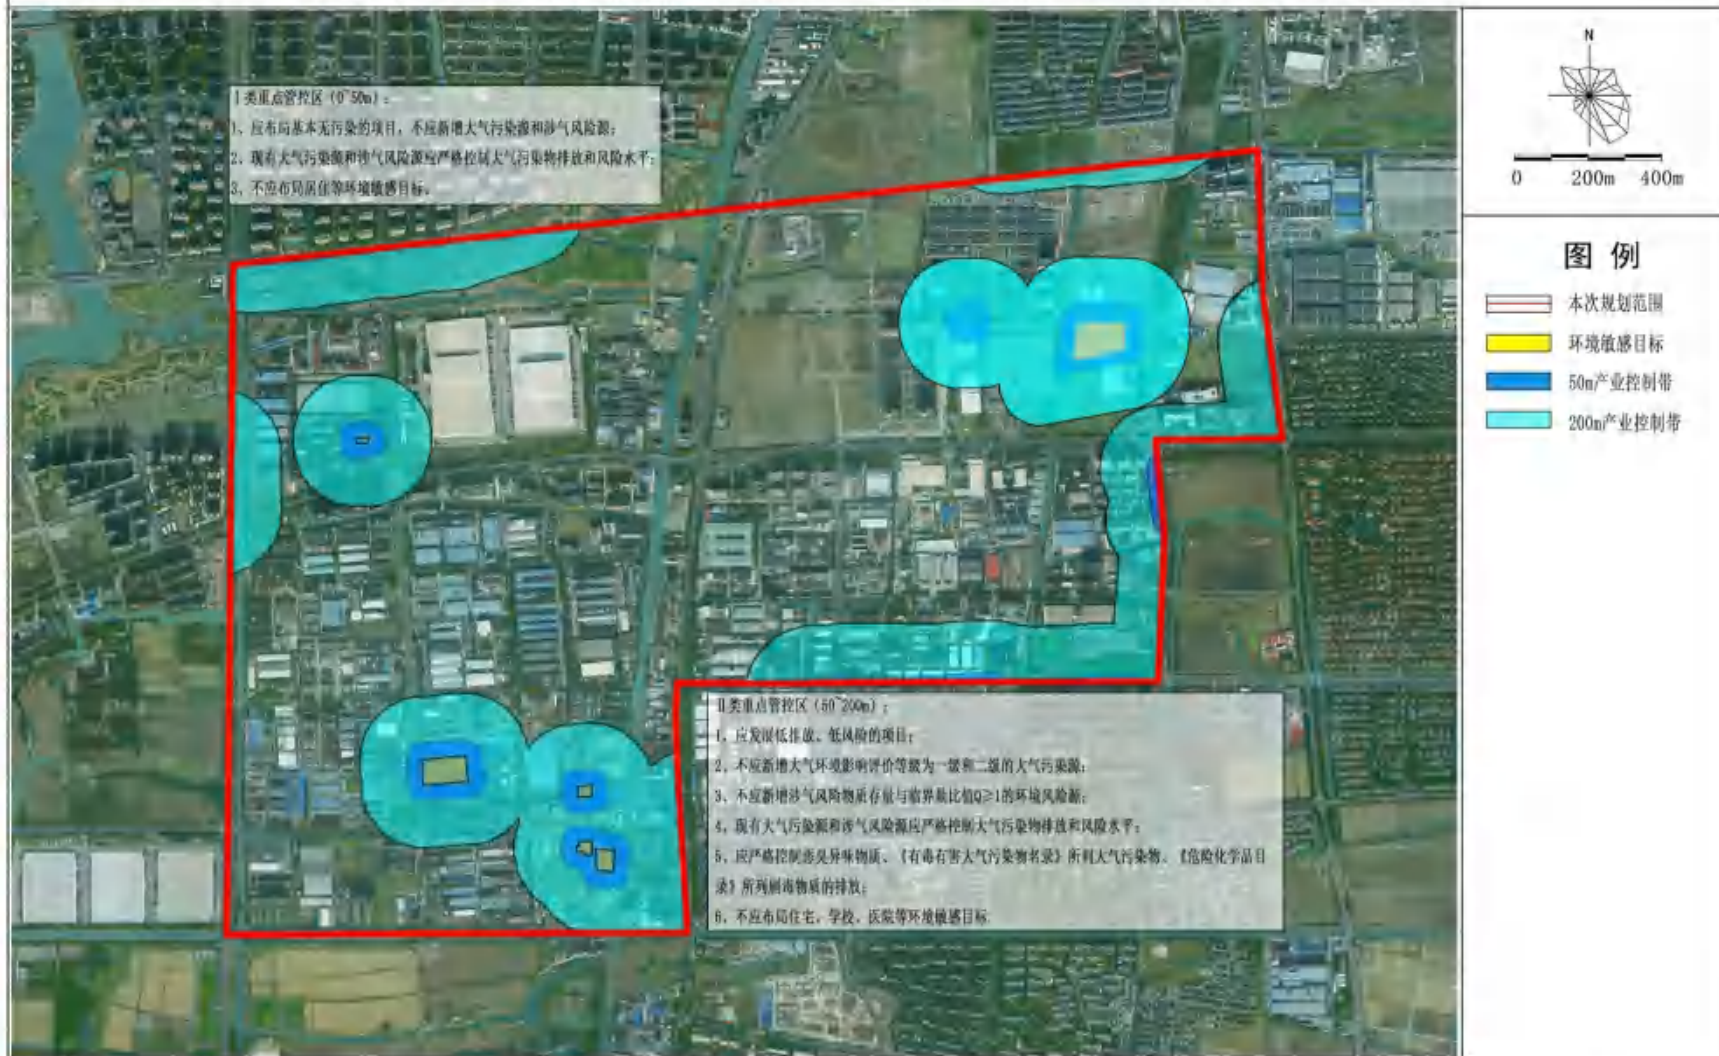 I类重点管控区（0~50m）：
1、应布局基本无污染的项目，不应新增大气污染源和涉气风险源；
2、现有大气污染源和涉气风险源应严格控制大气污染物排放和风险水平；
3、不应布局居住等环境敏感目标。
II类重点管控区（50~200m）：
1、应发展低排放、低风险的项目；
2、不应新增大气环境影响评价等级为一级和二级的大气污染源；
3、不应新增涉气风险物质存量与临界量比值Q≥1的环境风险源；
4、现有大气污染源和涉气风险源应严格控制大气污染物排放和风险水平；
5、应严格控制恶臭异味物质、《有毒有害大气污染物名录》所列大气污染物、《危险化学品目
录》所列剧毒物质的排放；
6、不应布局住宅、学校、医院等环境敏感目标
N
0 200m 400m
图 例
本次规划范围
环境敏感目标
50m产业控制带
200m产业控制带